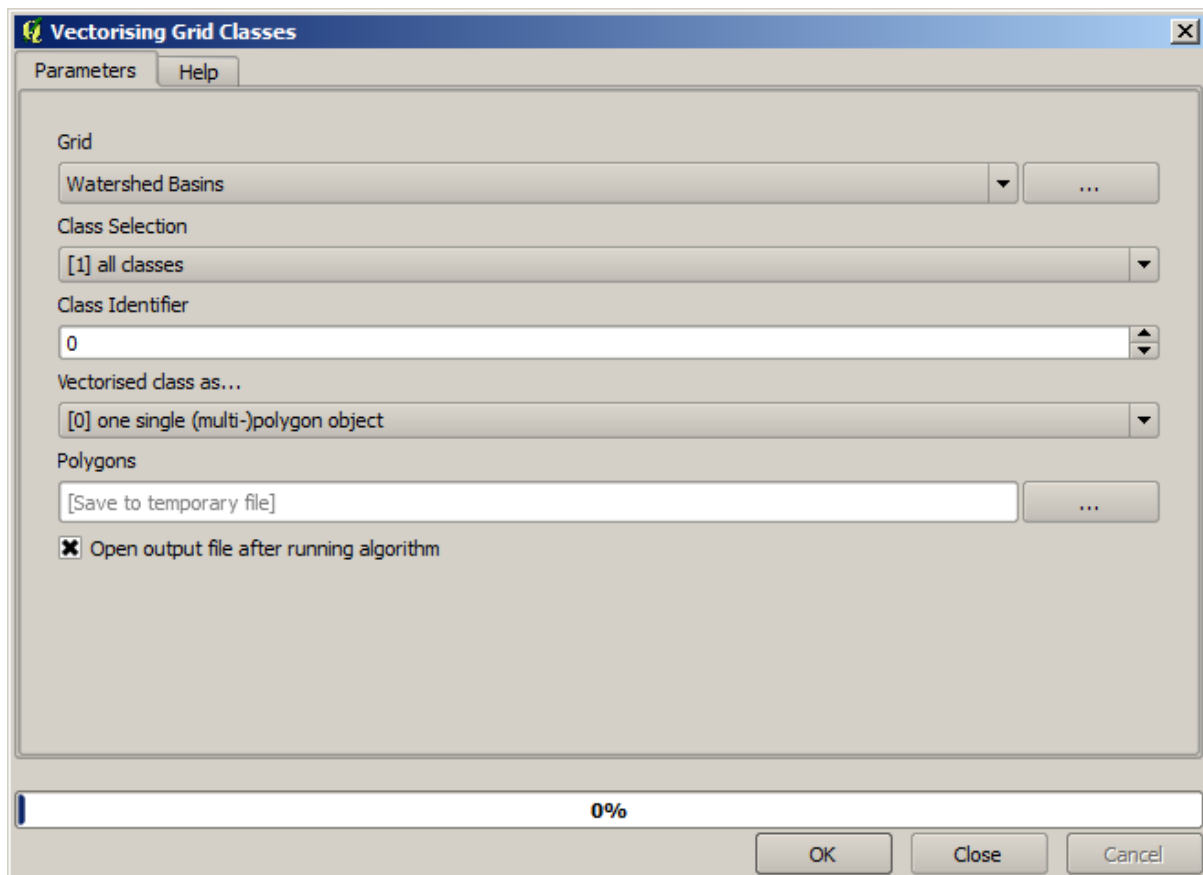 Vectorising Grid Classes
Parameters Help
Grid
Watershed Basins ...
Class Selection
[1] all classes
Class Identifier
0
Vectorised class as...
[0] one single (multi-)polygon object
Polygons
[Save to temporary file] ...
Open output file after running algorithm
0%
OK Close Cancel